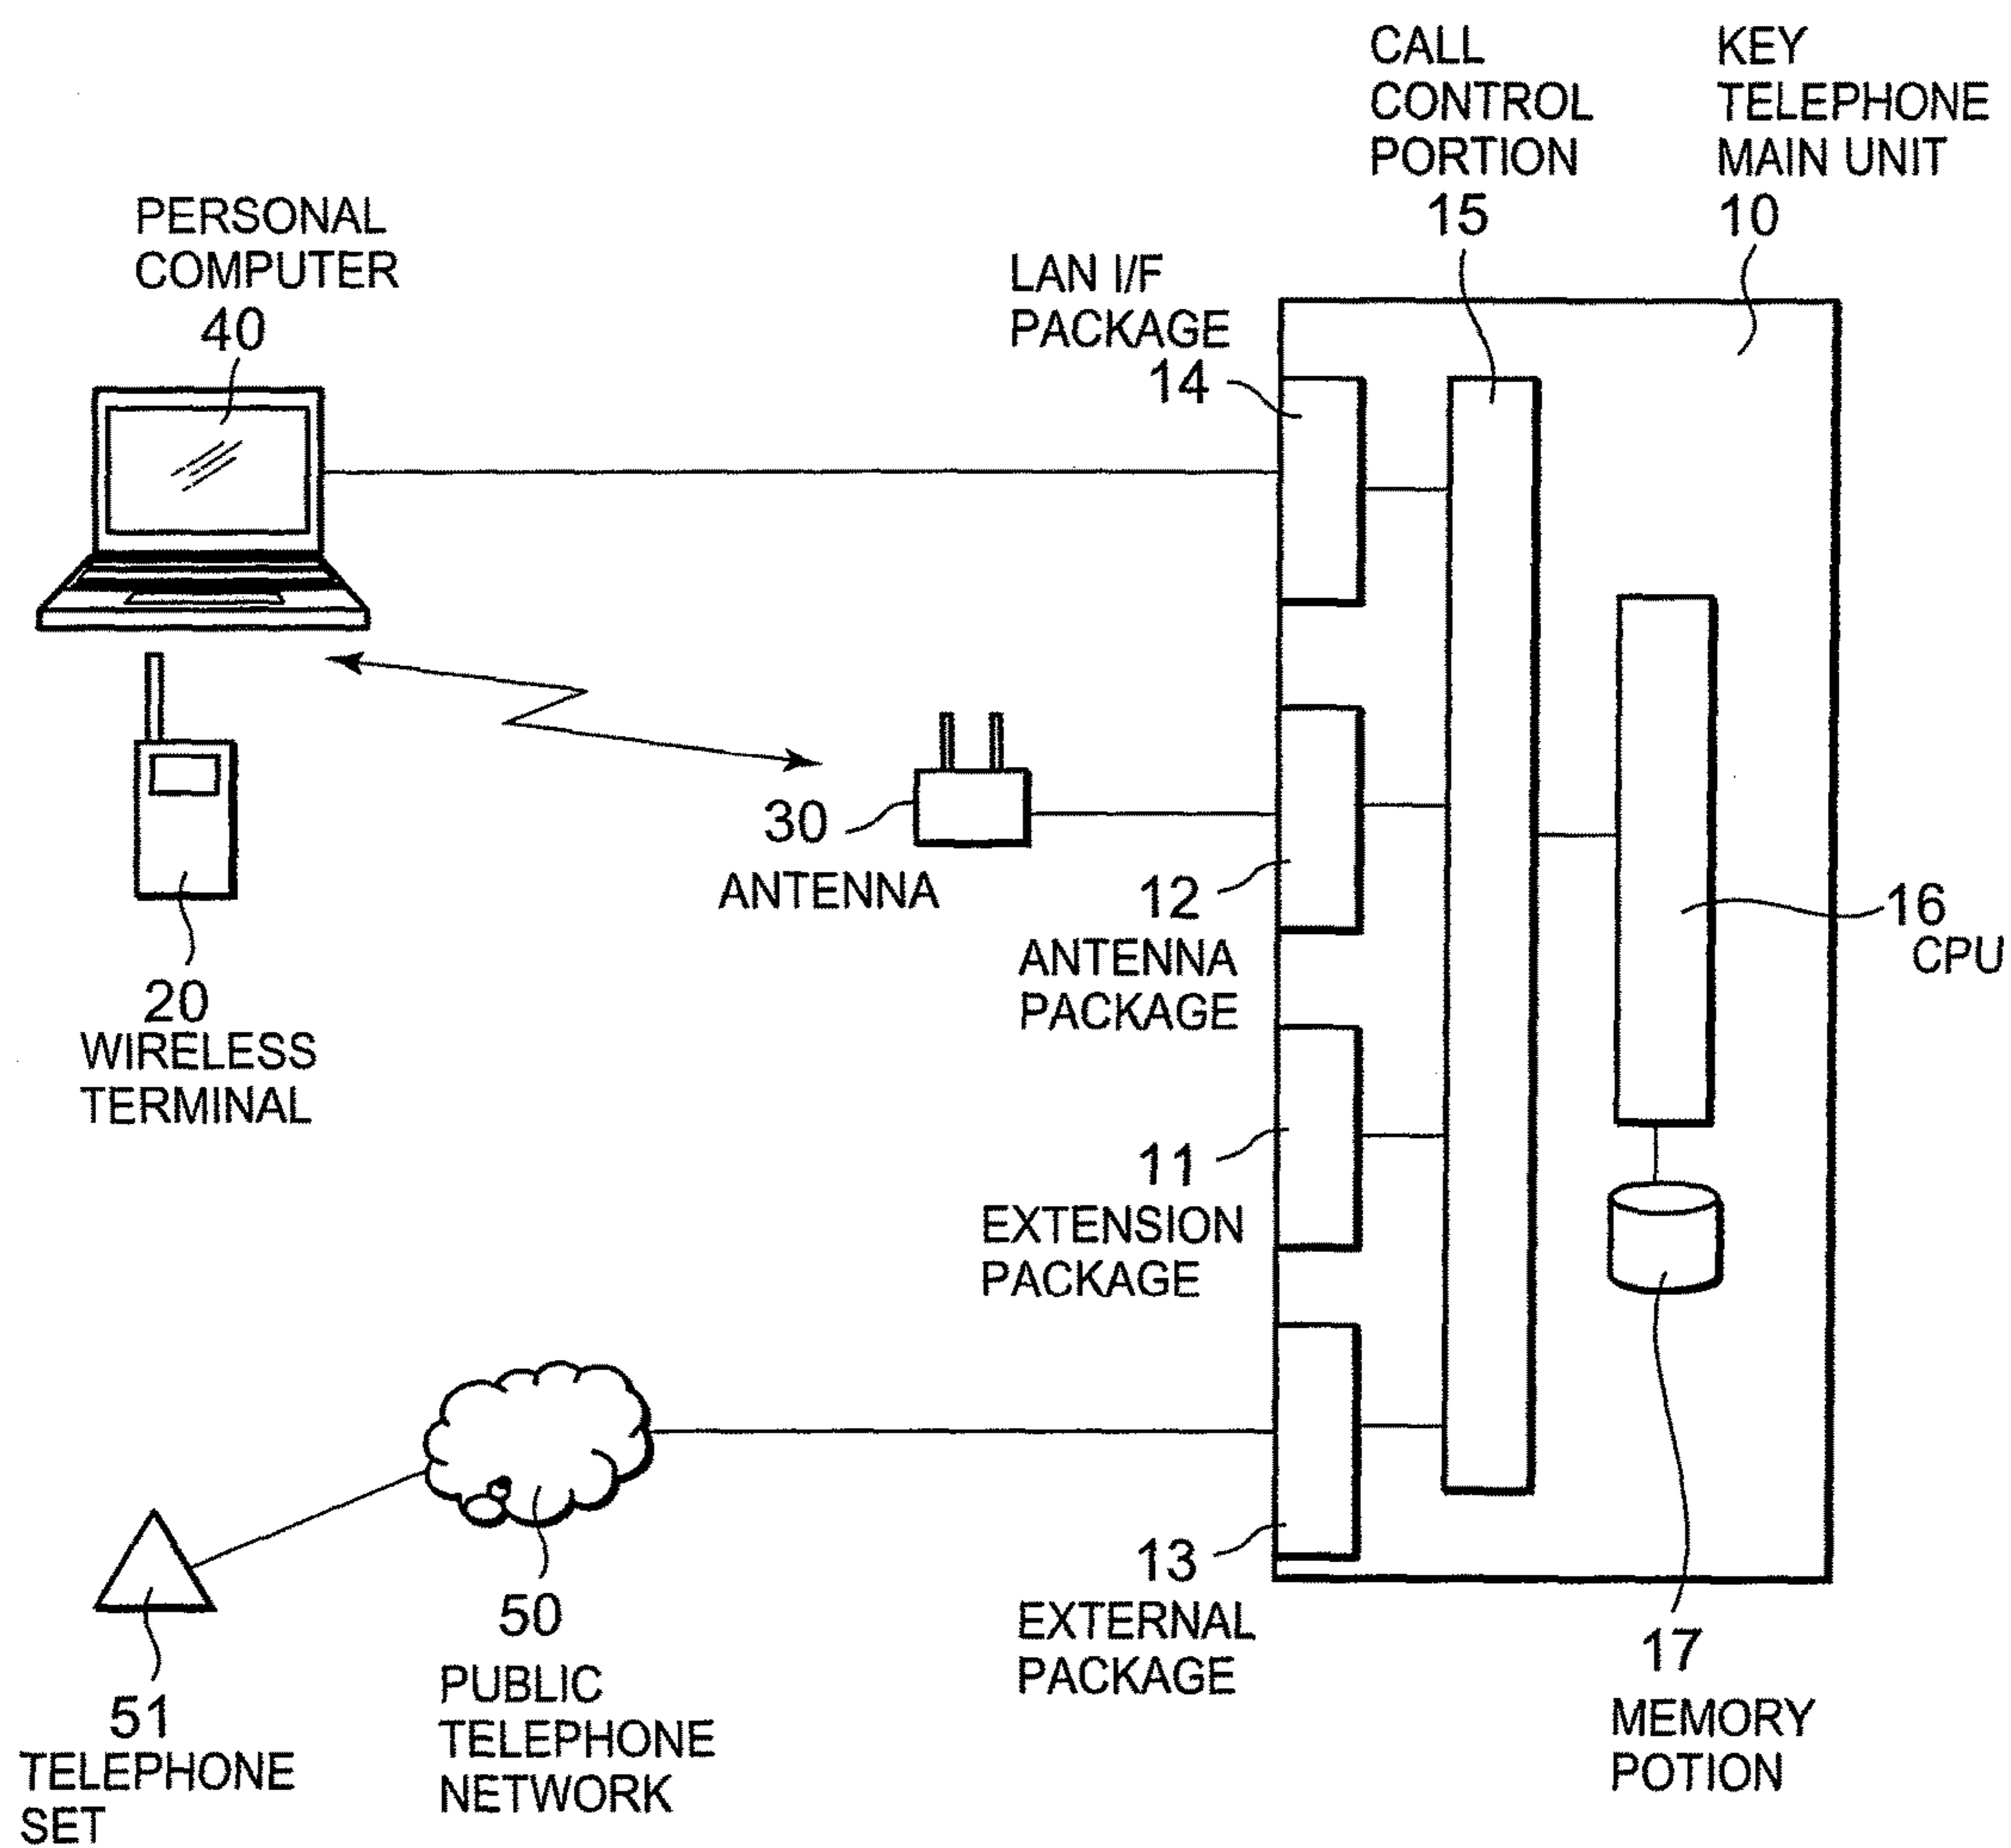 CALL
CONTROL
PORTION
15
KEY
TELEPHONE
MAIN UNIT
10
PERSONAL
COMPUTER
40
LAN I/F
PACKAGE
14
30
ANTENNA
12
ANTENNA
PACKAGE
16
CPU
20
WIRELESS
TERMINAL
11
EXTENSION
PACKAGE
13
EXTERNAL
PACKAGE
50
PUBLIC
TELEPHONE
NETWORK
17
MEMORY
POTION
51
TELEPHONE
SET